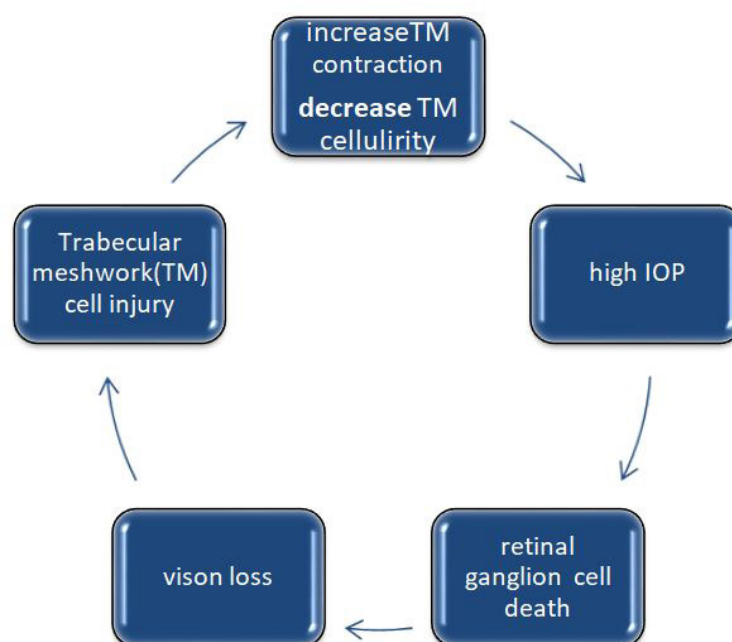 increaseTM
contraction
decrease TM
cellulirity
high IOP
retinal
ganglion cell
death
vison loss
Trabecular
meshwork(TM)
cell injury